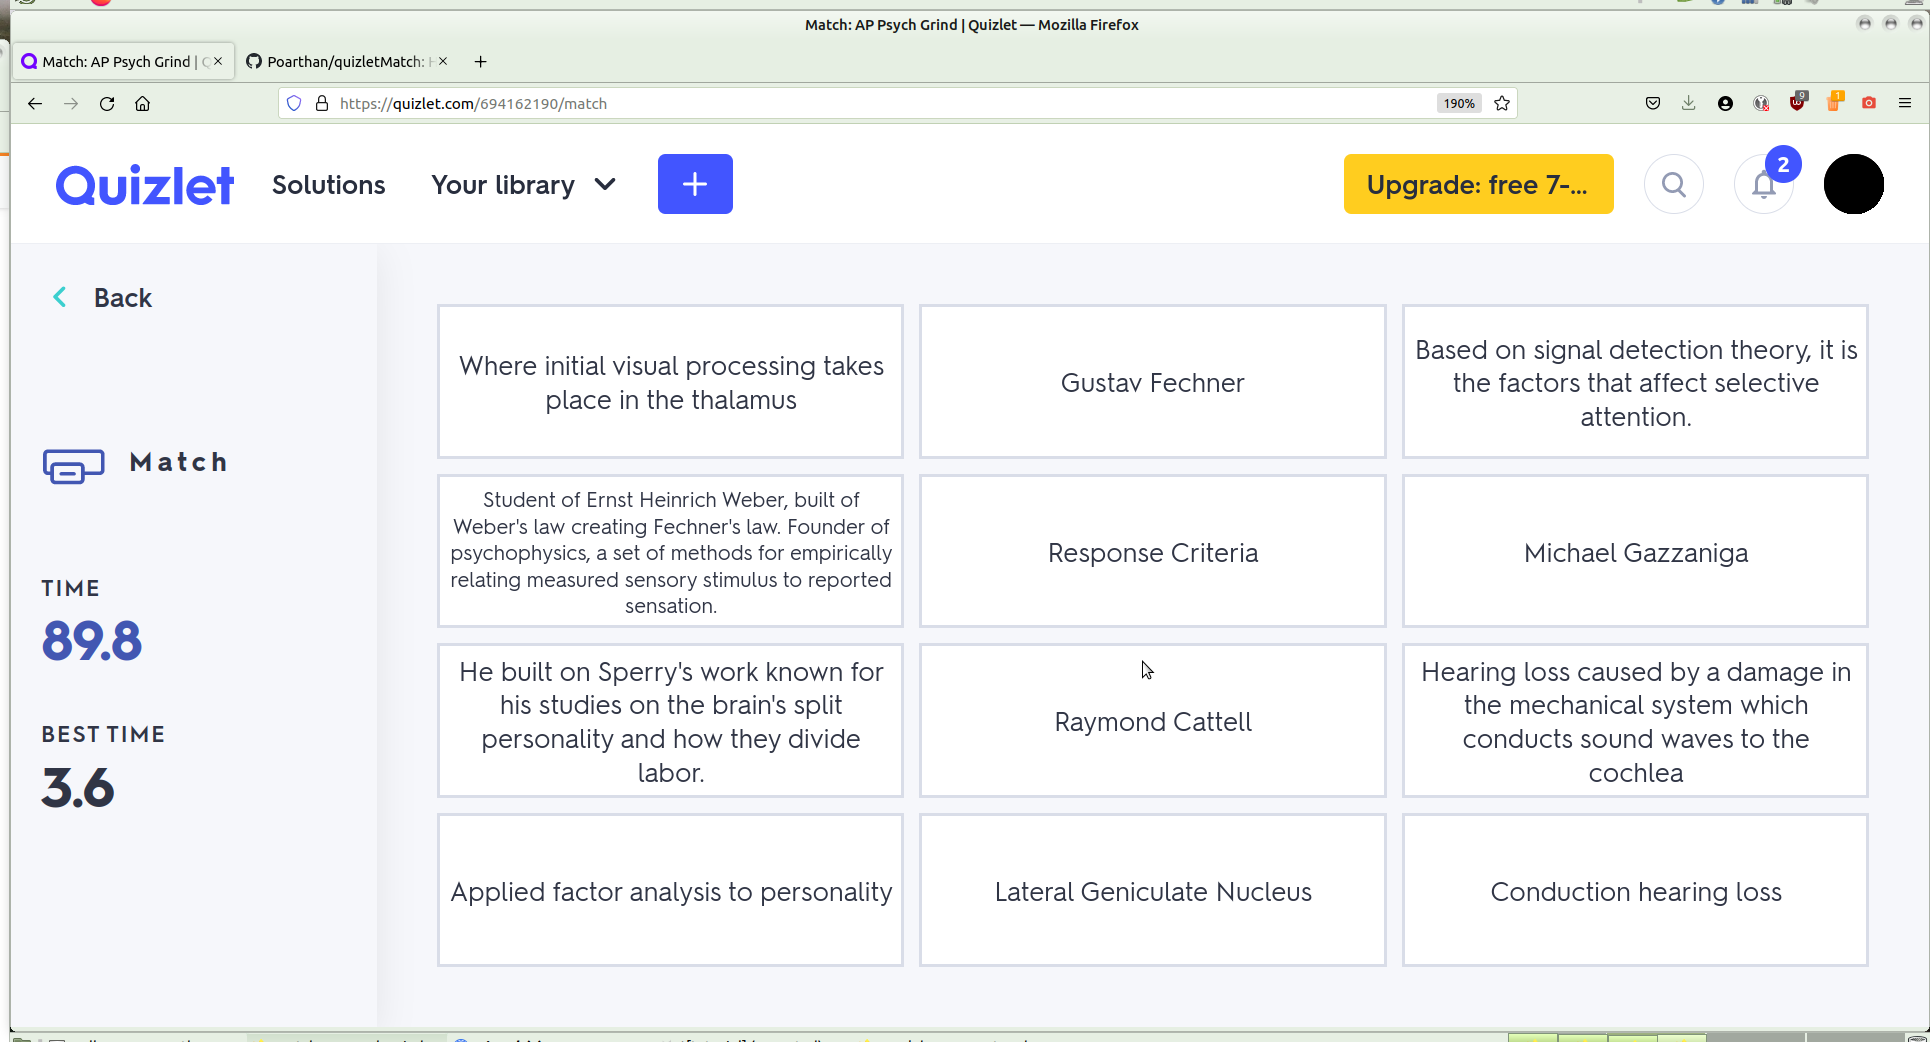 Match: AP Psych Grind | Quizlet — Mozilla Firefox
Match: AP Psych Grind |
Poarthan/quizletMatch:
https://quizlet.com/694162190/match
190%
9
1
Quizlet
Solutions
Your library
Upgrade: free 7-...
2
Back
Match
TIME
89.8
BEST TIME
3.6
Where initial visual processing takes
place in the thalamus
Gustav Fechner
Based on signal detection theory, it is
the factors that affect selective
attention.
Student of Ernst Heinrich Weber, built of
Weber's law creating Fechner's law. Founder of
psychophysics, a set of methods for empirically
relating measured sensory stimulus to reported
sensation.
Response Criteria
Michael Gazzaniga
He built on Sperry's work known for
his studies on the brain's split
personality and how they divide
labor.
Raymond Cattell
Hearing loss caused by a damage in
the mechanical system which
conducts sound waves to the
cochlea
Applied factor analysis to personality
Lateral Geniculate Nucleus
Conduction hearing loss